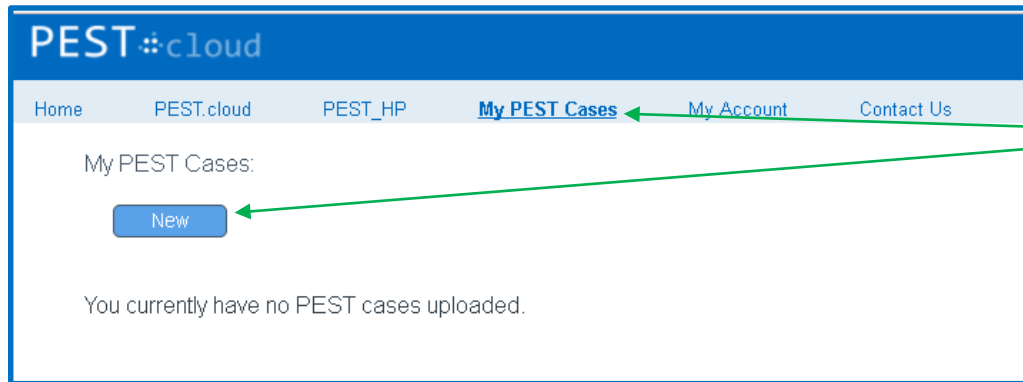 PEST cloud
Home PEST.cloud PEST_HP My PEST Cases My Account Contact Us
My PEST Cases:
New
You currently have no PEST cases uploaded.